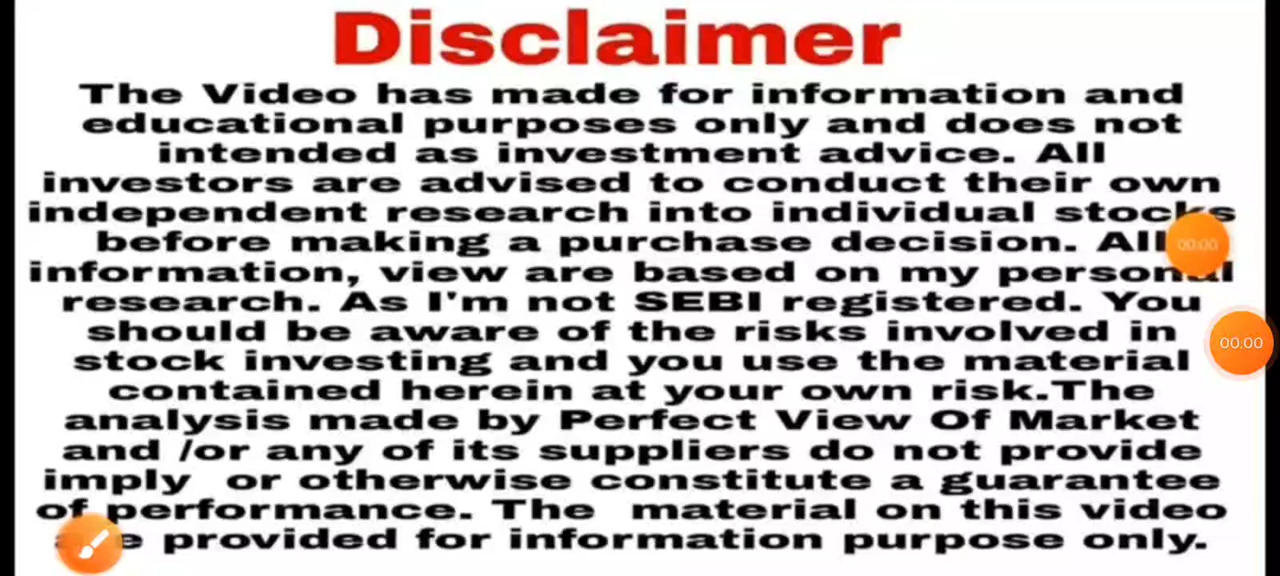 Disclaimer
The Video has made for information and
educational purposes only and does not
intended as investment advice. All
investors are advised to conduct their own
independent research into individual stocks
before making a purchase decision. All
information, view are based on my personal
research. As I'm not SEBI registered. You
should be aware of the risks involved in
stock investing and you use the material
contained herein at your own risk.The
analysis made by Perfect View Of Market
and /or any of its suppliers do not provide
imply or otherwise constitute a guarantee
of performance. The material on this video
provided for information purpose only.
00:00
00:00